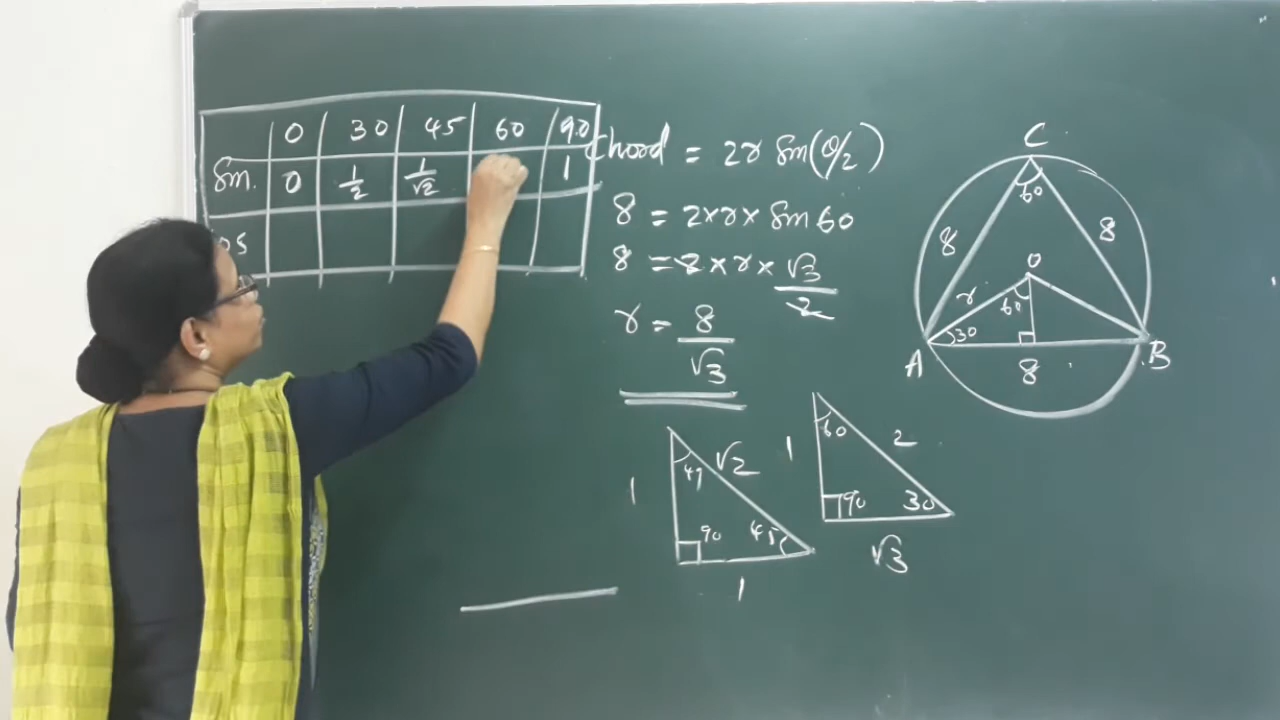 0 30 45 60 90
Sin. 0 1/2 1/√2 1
os
Chord = 2r Sin(θ/2)
8 = 2×r× Sin 60
8 = 2×r× √3/2
r = 8/√3
C
60
8 8
O
r 60
30
A B
8
45 √2
1
90 45
1
60 2
1
90 30
√3